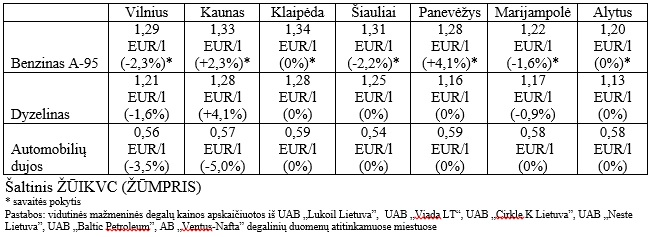 Vilnius Kaunas Klaipėda Šiauliai Panevėžys Marijampolė Alytus
1,29 1,33 1,34 1,31 1,28 1,22 1,20
EUR/l EUR/l EUR/l EUR/l EUR/l EUR/l EUR/l
Benzinas A-95 (-2,3%)* (+2,3%)* (0%)* (-2,2%)* (+4,1%)* (-1,6%)* (0%)*
1,21 1,28 1,28 1,25 1,16 1,17 1,13
EUR/l EUR/l EUR/l EUR/l EUR/l EUR/l EUR/l
Dyzelinas (-1,6%) (+4,1%) (0%) (0%) (0%) (-0,9%) (0%)
0,56 0,57 0,59 0,54 0,59 0,58 0,58
Automobilių EUR/l EUR/l EUR/l EUR/l EUR/l EUR/l EUR/l
dujos (-3,5%) (-5,0%) (0%) (0%) (0%) (0%) (0%)
Šaltinis ŽŪIKVC (ŽŪMPRIS)
* savaitės pokytis
Pastabos: vidutinės mažmeninės degalų kainos apskaičiuotos iš UAB „Lukoil Lietuva”, UAB „Viada LT“, UAB „Cirkle K Lietuva”, UAB „Neste
Lietuva”, UAB „Baltic Petroleum”, AB „Ventus-Nafta” degalinių duomenų atitinkamuose miestuose